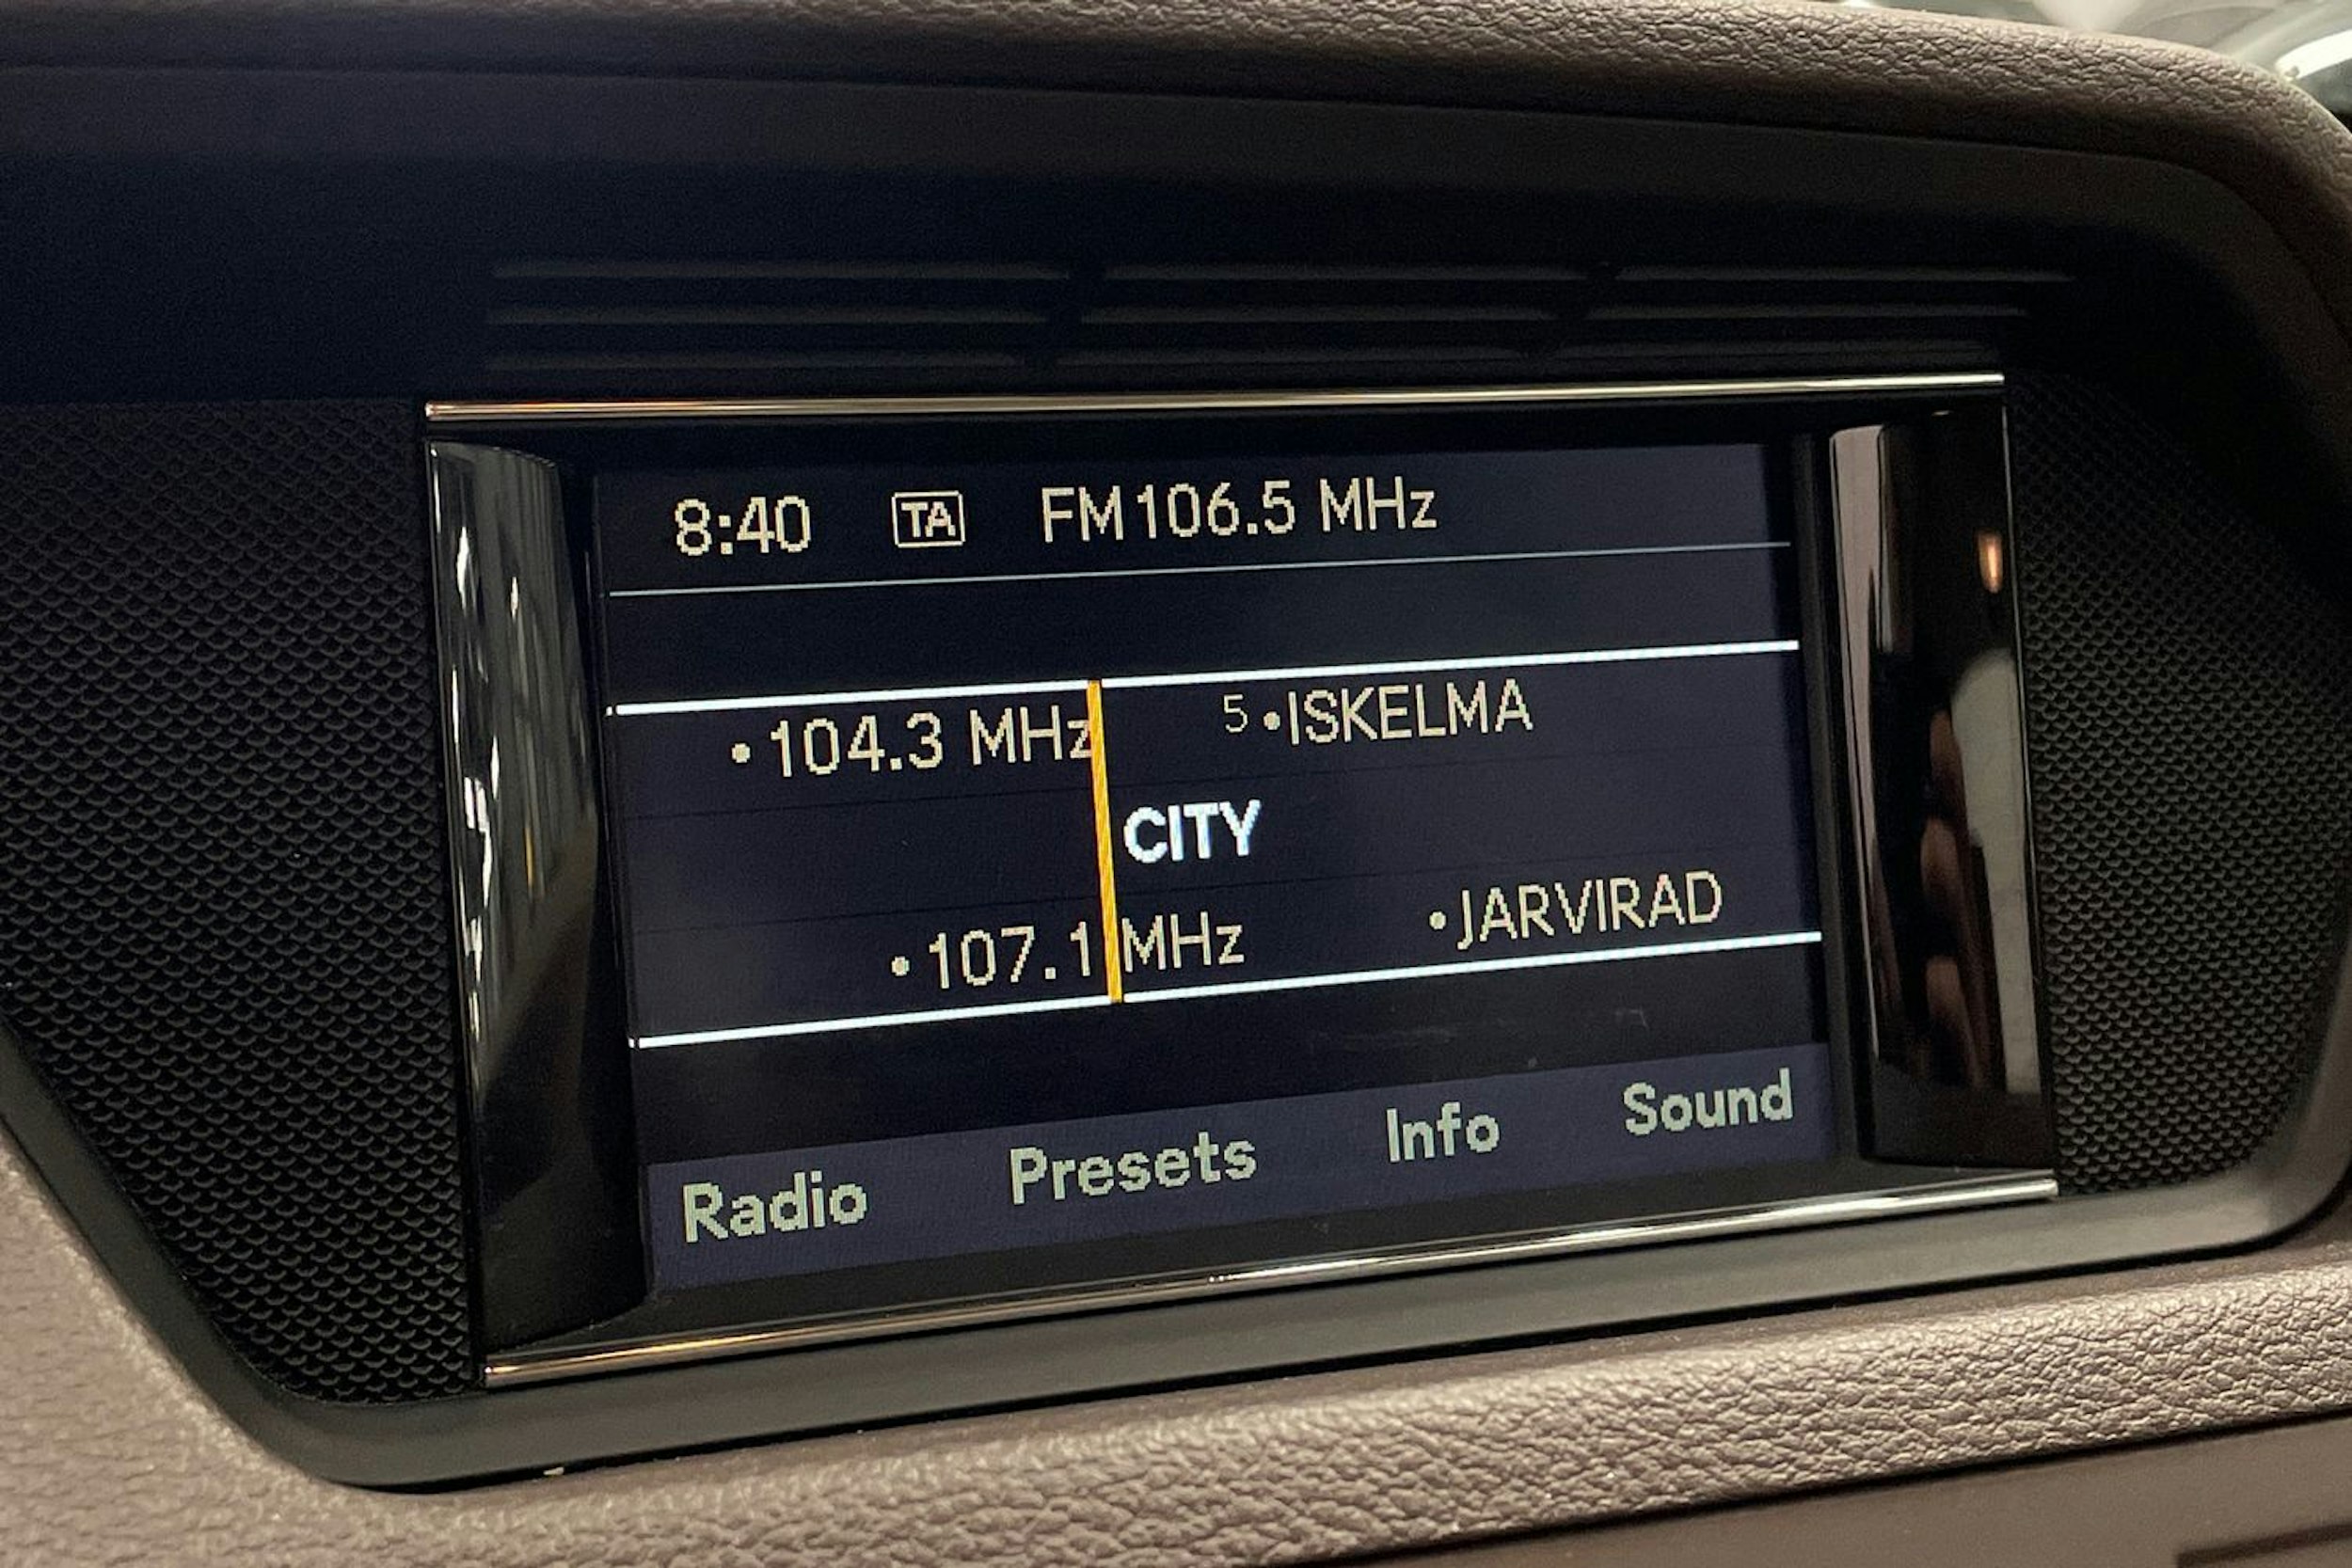 8:40 TA FM 106.5 MHz
•104.3 MHz 5 •ISKELMA
CITY
•107.1 MHz •JARVIRAD
Radio Presets Info Sound